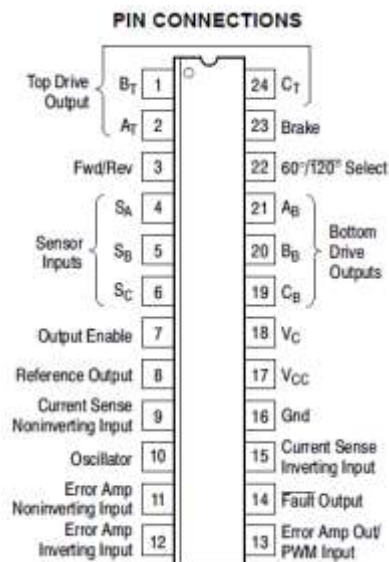 PIN CONNECTIONS
Top Drive
Output
B_T 1
A_T 2
Fwd/Rev 3
Sensor
Inputs
S_A 4
S_B 5
S_C 6
Output Enable 7
Reference Output 8
Current Sense
Noninverting Input 9
Oscillator 10
Error Amp
Noninverting Input 11
Error Amp
Inverting Input 12
24 C_T
23 Brake
22 60°/120° Select
21 A_B
20 B_B
19 C_B
Bottom
Drive
Outputs
18 V_C
17 V_CC
16 Gnd
15 Current Sense
Inverting Input
14 Fault Output
13 Error Amp Out/
PWM Input